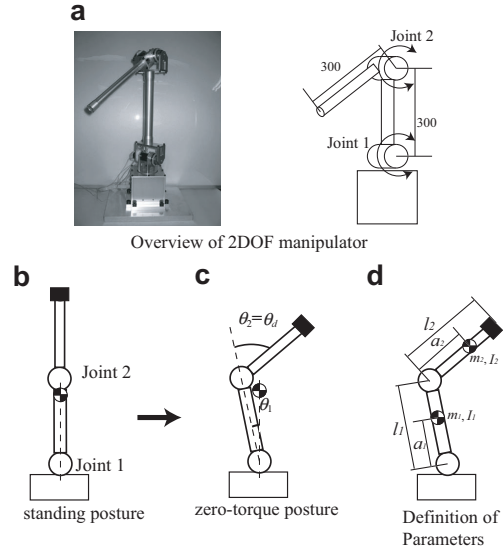 a
Joint 2
300
300
Joint 1
Overview of 2DOF manipulator
b
c
d
θ2=θd
l2
a2
Joint 2
m2, I2
θ1
m1, I1
l1
a1
Joint 1
standing posture
zero-torque posture
Definition of
Parameters